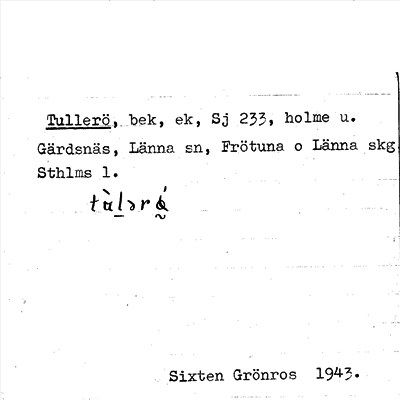 Tullerö, bek, ek, Sj 233, holme u.
Gärdsnäs, Länna sn, Frötuna o Länna skg
Sthlms l.
Sixten Grönros 1943.